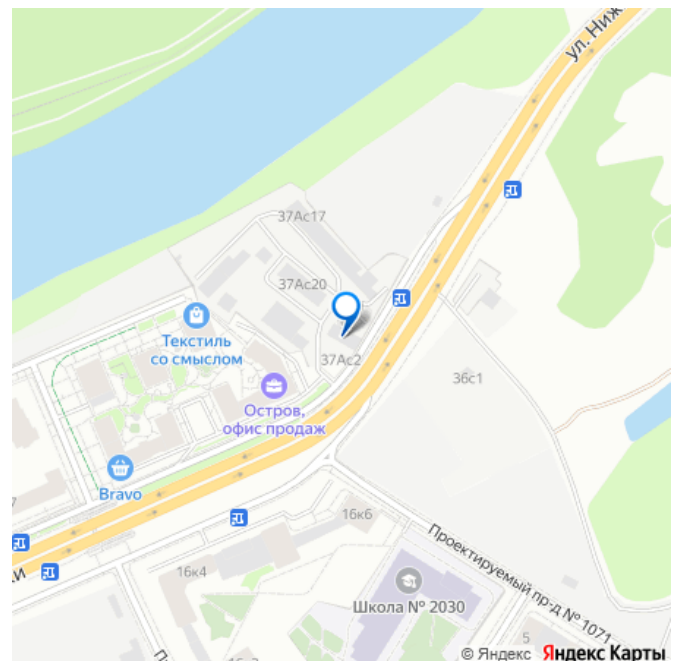 ул. Ниж
37Ас17
37Ас20
Текстиль
со смыслом
37Ас2
36с1
Остров,
офис продаж
Bravo
16к6
16к4
Проектируемый пр-д № 1071
Школа № 2030
5
© Яндекс Яндекс Карты